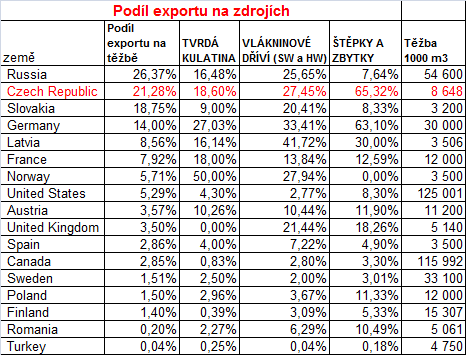 Podíl exportu na zdrojích
země | Podíl exportu na těžbě | TVRDÁ KULATINA | VLÁKNINOVÉ DŘÍVÍ (SW a HW) | ŠTĚPKY A ZBYTKY | Těžba 1000 m3
Russia | 26,37% | 16,48% | 25,65% | 7,64% | 54 600
Czech Republic | 21,28% | 18,60% | 27,45% | 65,32% | 8 648
Slovakia | 18,75% | 9,00% | 20,41% | 8,33% | 3 200
Germany | 14,00% | 27,03% | 33,41% | 63,10% | 30 000
Latvia | 8,56% | 16,14% | 41,72% | 30,00% | 3 506
France | 7,92% | 18,00% | 13,84% | 12,59% | 12 000
Norway | 5,71% | 50,00% | 27,94% | 0,00% | 3 500
United States | 5,29% | 4,30% | 2,77% | 8,30% | 125 001
Austria | 3,57% | 10,26% | 10,44% | 11,90% | 11 200
United Kingdom | 3,50% | 0,00% | 21,44% | 18,26% | 5 140
Spain | 2,86% | 4,00% | 7,22% | 4,90% | 3 500
Canada | 2,85% | 0,83% | 2,80% | 3,30% | 115 992
Sweden | 1,51% | 2,50% | 2,00% | 3,01% | 33 100
Poland | 1,50% | 2,96% | 3,67% | 11,33% | 12 000
Finland | 1,40% | 0,39% | 3,09% | 5,33% | 15 307
Romania | 0,20% | 2,27% | 6,29% | 10,49% | 5 061
Turkey | 0,04% | 0,25% | 0,04% | 0,18% | 4 750